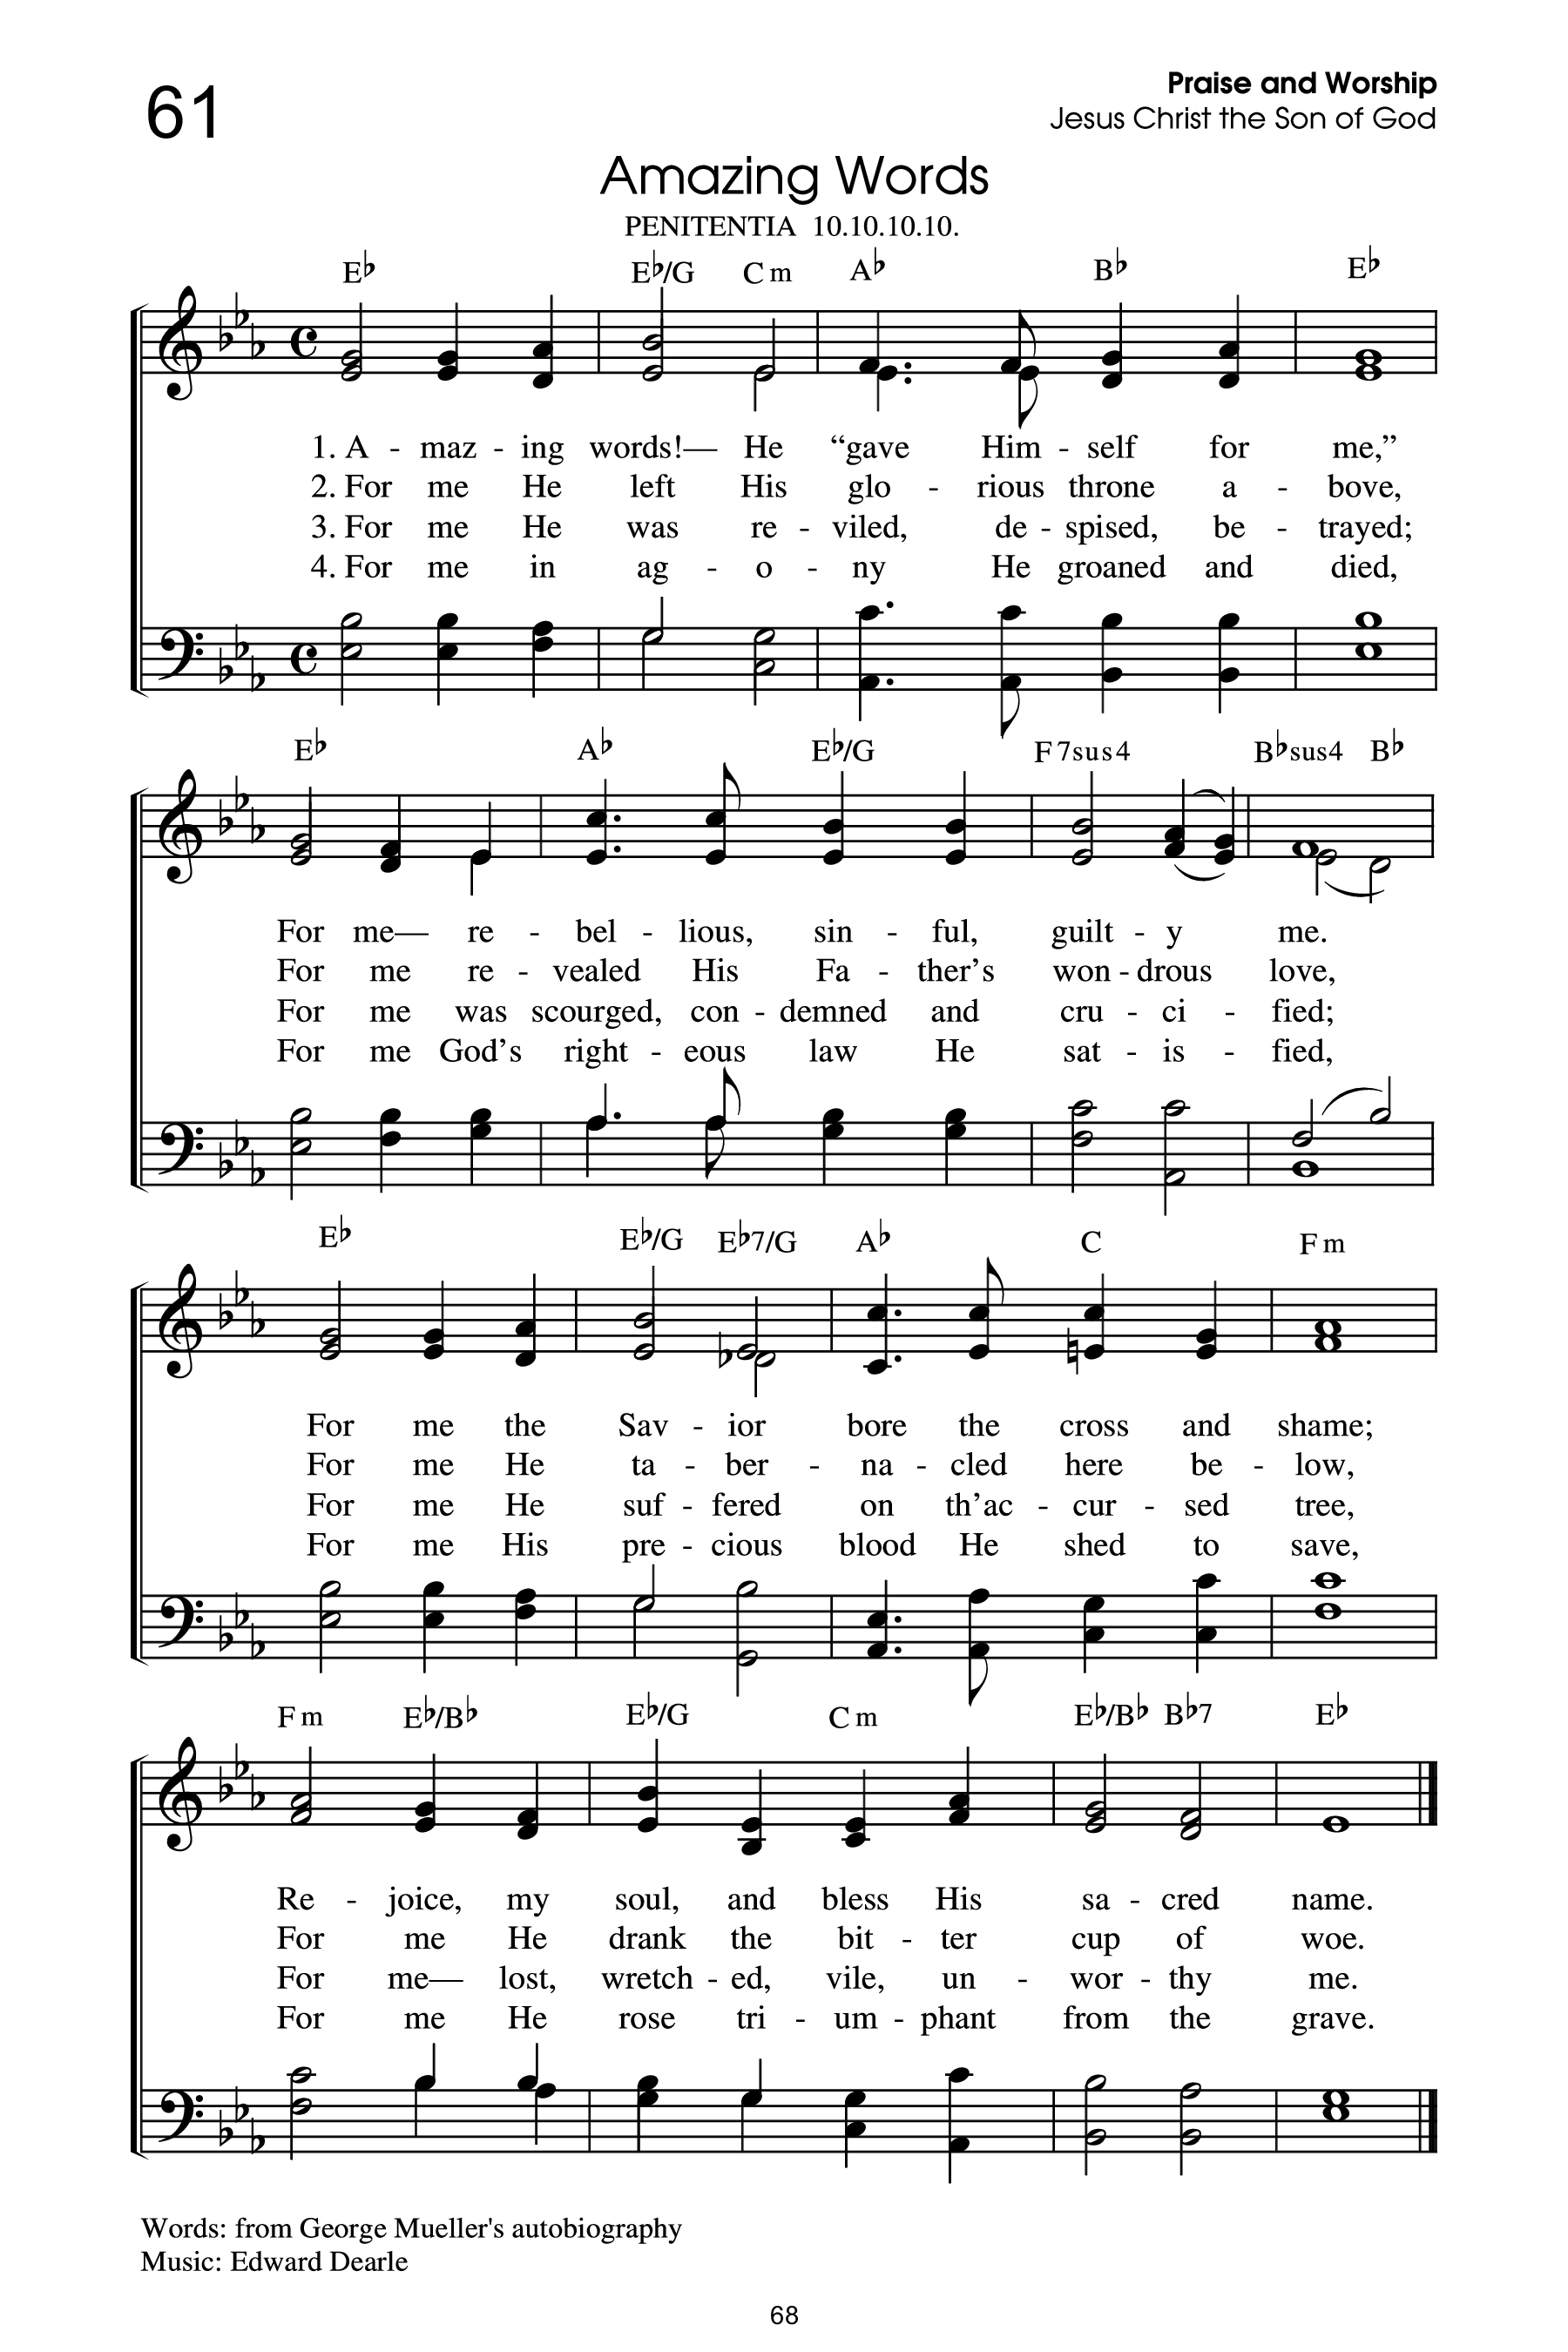 61
Praise and Worship
Jesus Christ the Son of God
Amazing Words
PENITENTIA 10.10.10.10.
E♭ E♭/G C m A♭ B♭ E♭
1. A - maz - ing words!— He “gave Him - self for me,”
2. For me He left His glo - rious throne a - bove,
3. For me He was re - viled, de - spised, be - trayed;
4. For me in ag - o - ny He groaned and died,
E♭ A♭ E♭/G F 7sus4 B♭sus4 B♭
For me— re - bel - lious, sin - ful, guilt - y me.
For me re - vealed His Fa - ther’s won - drous love,
For me was scourged, con - demned and cru - ci - fied;
For me God’s right - eous law He sat - is - fied,
E♭ E♭/G E♭7/G A♭ C F m
For me the Sav - ior bore the cross and shame;
For me He ta - ber - na - cled here be - low,
For me He suf - fered on th’ac - cur - sed tree,
For me His pre - cious blood He shed to save,
F m E♭/B♭ E♭/G C m E♭/B♭ B♭7 E♭
Re - joice, my soul, and bless His sa - cred name.
For me He drank the bit - ter cup of woe.
For me— lost, wretch - ed, vile, un - wor - thy me.
For me He rose tri - um - phant from the grave.
Words: from George Mueller's autobiography
Music: Edward Dearle
68